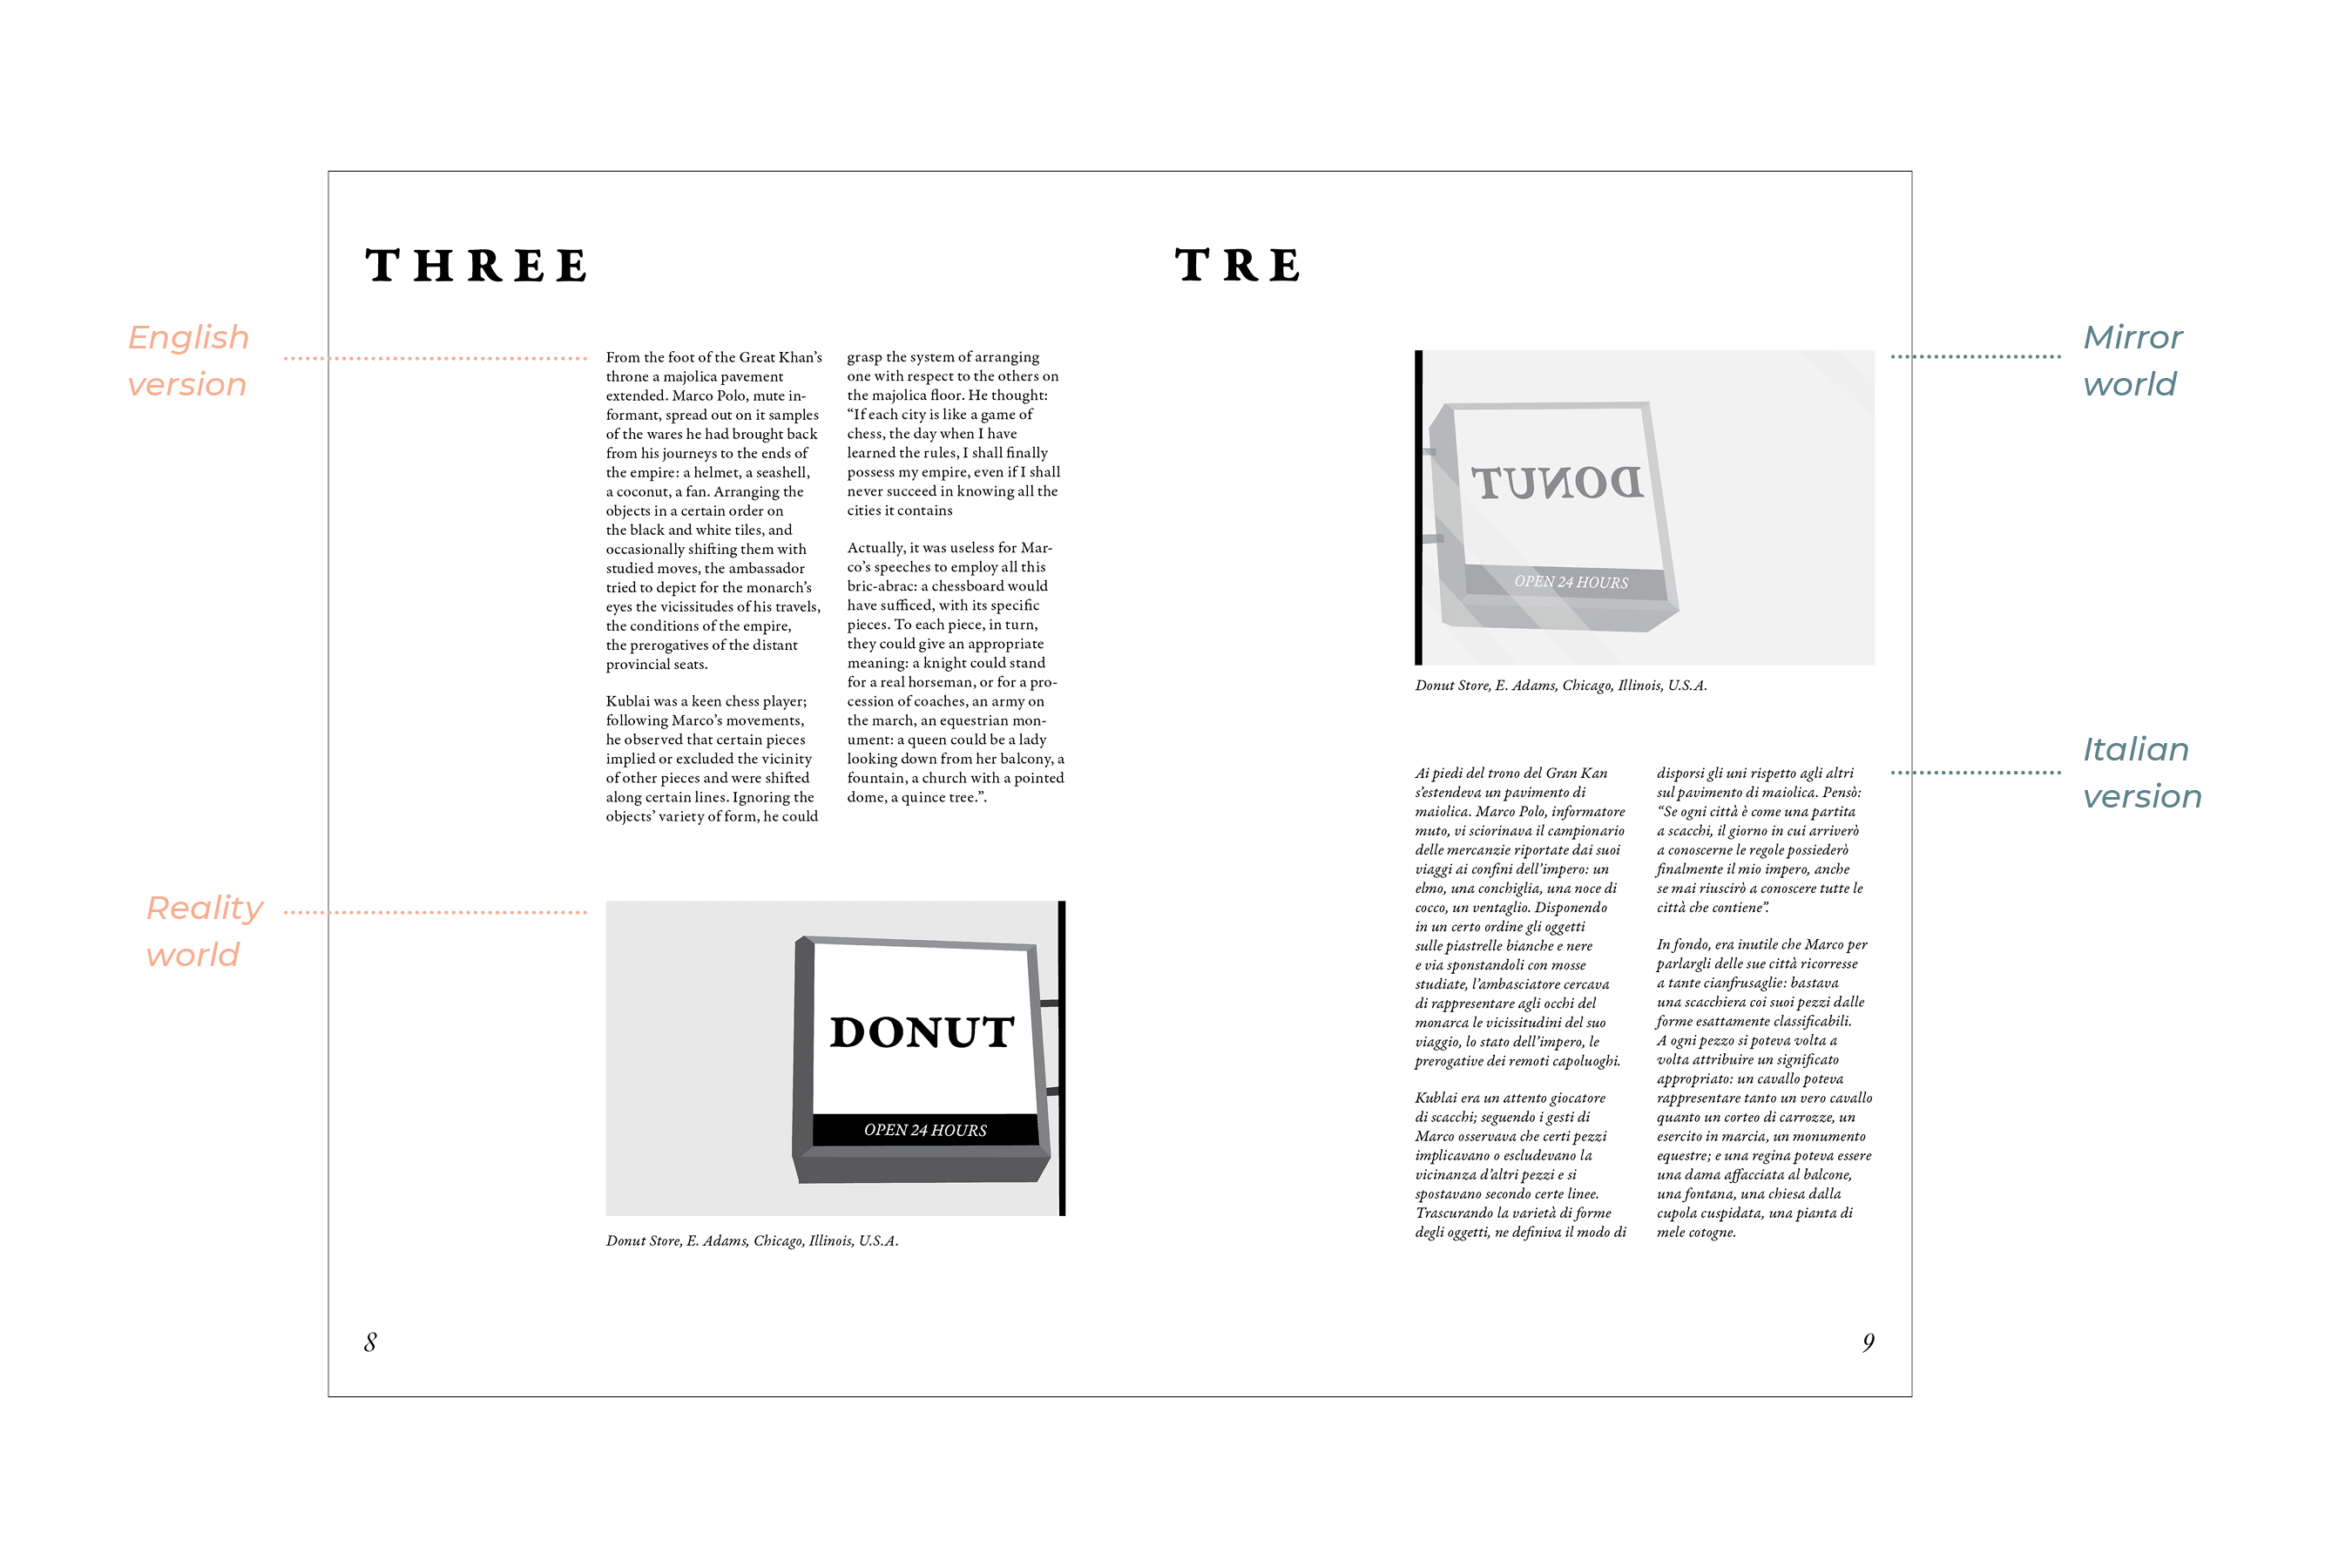 THREE
English
version
From the foot of the Great Khan’s
throne a majolica pavement
extended. Marco Polo, mute in-
formant, spread out on it samples
of the wares he had brought back
from his journeys to the ends of
the empire: a helmet, a seashell,
a coconut, a fan. Arranging the
objects in a certain order on
the black and white tiles, and
occasionally shifting them with
studied moves, the ambassador
tried to depict for the monarch’s
eyes the vicissitudes of his travels,
the conditions of the empire,
the prerogatives of the distant
provincial seats.
Kublai was a keen chess player;
following Marco’s movements,
he observed that certain pieces
implied or excluded the vicinity
of other pieces and were shifted
along certain lines. Ignoring the
objects’ variety of form, he could
grasp the system of arranging
one with respect to the others on
the majolica floor. He thought:
“If each city is like a game of
chess, the day when I have
learned the rules, I shall finally
possess my empire, even if I shall
never succeed in knowing all the
cities it contains
Actually, it was useless for Mar-
co’s speeches to employ all this
bric-abrac: a chessboard would
have sufficed, with its specific
pieces. To each piece, in turn,
they could give an appropriate
meaning: a knight could stand
for a real horseman, or for a pro-
cession of coaches, an army on
the march, an equestrian mon-
ument: a queen could be a lady
looking down from her balcony, a
fountain, a church with a pointed
dome, a quince tree.”.
Reality
world
DONUT
OPEN 24 HOURS
Donut Store, E. Adams, Chicago, Illinois, U.S.A.
8
TRE
Mirror
world
DONUT
OPEN 24 HOURS
Donut Store, E. Adams, Chicago, Illinois, U.S.A.
Italian
version
Ai piedi del trono del Gran Kan
s’estendeva un pavimento di
maiolica. Marco Polo, informatore
muto, vi sciorinava il campionario
delle mercanzie riportate dai suoi
viaggi ai confini dell’impero: un
elmo, una conchiglia, una noce di
cocco, un ventaglio. Disponendo
in un certo ordine gli oggetti
sulle piastrelle bianche e nere
e via sponstandoli con mosse
studiate, l’ambasciatore cercava
di rappresentare agli occhi del
monarca le vicissitudini del suo
viaggio, lo stato dell’impero, le
prerogative dei remoti capoluoghi.
Kublai era un attento giocatore
di scacchi; seguendo i gesti di
Marco osservava che certi pezzi
implicavano o escludevano la
vicinanza d’altri pezzi e si
spostavano secondo certe linee.
Trascurando la varietà di forme
degli oggetti, ne definiva il modo di
disporsi gli uni rispetto agli altri
sul pavimento di maiolica. Pensò:
“Se ogni città è come una partita
a scacchi, il giorno in cui arriverò
a conoscerne le regole possiederò
finalmente il mio impero, anche
se mai riuscirò a conoscere tutte le
città che contiene”.
In fondo, era inutile che Marco per
parlargli delle sue città ricorresse
a tante cianfrusaglie: bastava
una scacchiera coi suoi pezzi dalle
forme esattamente classificabili.
A ogni pezzo si poteva volta a
volta attribuire un significato
appropriato: un cavallo poteva
rappresentare tanto un vero cavallo
quanto un corteo di carrozze, un
esercito in marcia, un monumento
equestre; e una regina poteva essere
una dama affacciata al balcone,
una fontana, una chiesa dalla
cupola cuspidata, una pianta di
mele cotogne.
9